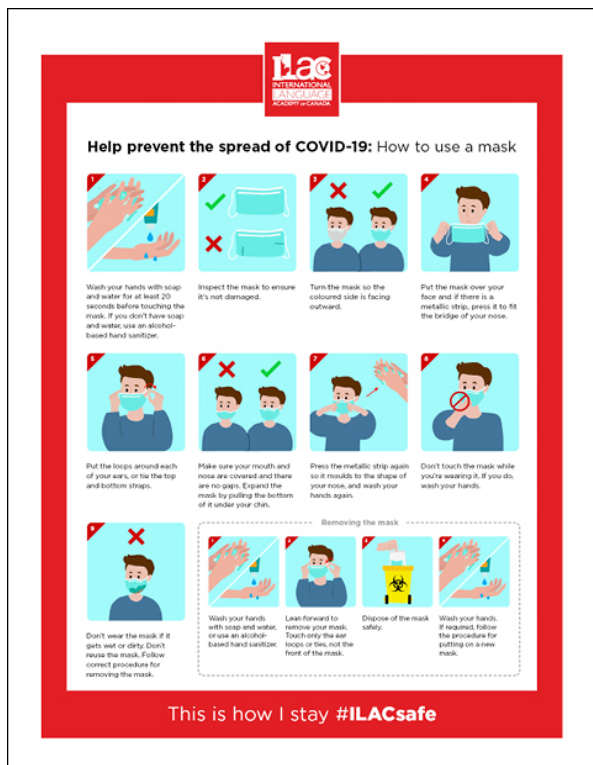 ILAC
INTERNATIONAL
LANGUAGE
ACADEMY OF CANADA
Help prevent the spread of COVID-19: How to use a mask
1
Wash your hands with soap
and water for at least 20
seconds before touching the
mask. If you don't have soap
and water, use an alcohol-
based hand sanitizer.
2
Inspect the mask to ensure
it's not damaged.
3
Turn the mask so the
coloured side is facing
outward.
4
Put the mask over your
face and if there is a
metallic strip, press it to fit
the bridge of your nose.
5
Put the loops around each
of your ears, or tie the top
and bottom straps.
6
Make sure your mouth and
nose are covered and there
are no gaps. Expand the
mask by pulling the bottom
of it under your chin.
7
Press the metallic strip again
so it moulds to the shape of
your nose, and wash your
hands again.
8
Don't touch the mask while
you're wearing it. If you do,
wash your hands.
9
Don't wear the mask if it
gets wet or dirty. Don't
reuse the mask. Follow
correct procedure for
removing the mask.
Removing the mask
1
Wash your hands
with soap and water,
or use an alcohol-
based hand sanitizer.
2
Lean forward to
remove your mask.
Touch only the ear
loops or ties, not the
front of the mask.
3
Dispose of the mask
safely.
4
Wash your hands.
If required, follow
the procedure for
putting on a new
mask.
This is how I stay #ILACsafe